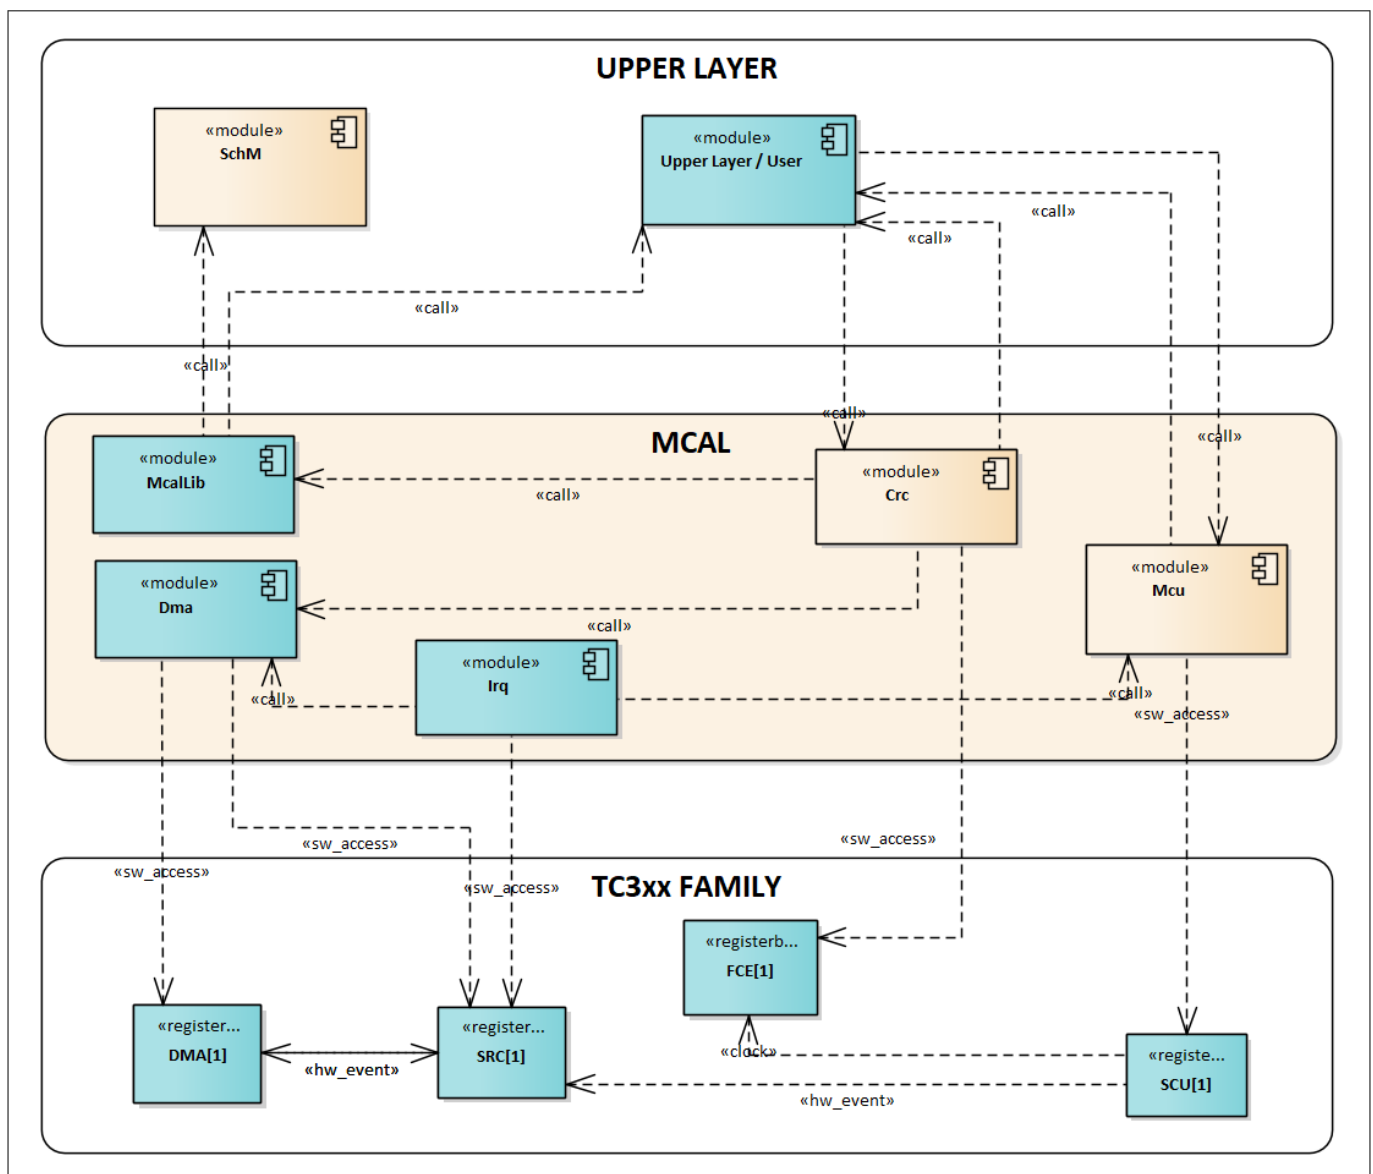 UPPER LAYER
«module»
SchM
«module»
Upper Layer / User
«call»
«call»
«call»
«call»
«call»
«call»
MCAL
«module»
McalLib
«module»
Crc
«call»
«module»
Mcu
«module»
Dma
«call»
«module»
Irq
«call»
«call»
«sw_access»
«sw_access»
«sw_access»
«sw_access»
«sw_access»
TC3xx FAMILY
«registerb...
FCE[1]
«register...
DMA[1]
«register...
SRC[1]
«hw_event»
«clock»
«registe...
SCU[1]
«hw_event»